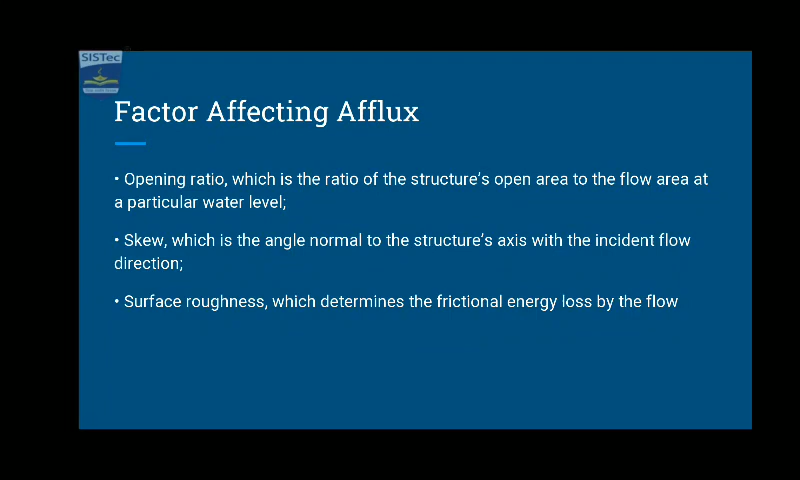 SISTec
Factor Affecting Afflux
• Opening ratio, which is the ratio of the structure's open area to the flow area at
a particular water level;
• Skew, which is the angle normal to the structure's axis with the incident flow
direction;
• Surface roughness, which determines the frictional energy loss by the flow